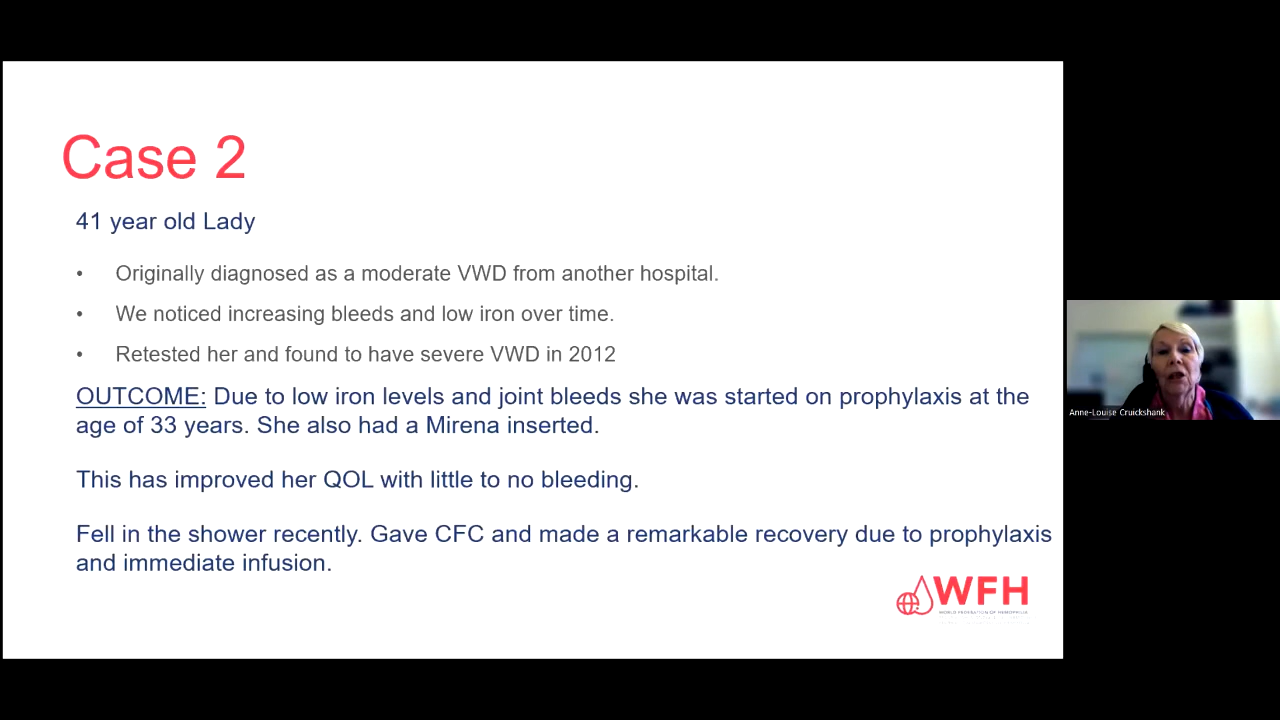 Case 2
41 year old Lady
• Originally diagnosed as a moderate VWD from another hospital.
• We noticed increasing bleeds and low iron over time.
• Retested her and found to have severe VWD in 2012
OUTCOME: Due to low iron levels and joint bleeds she was started on prophylaxis at the
age of 33 years. She also had a Mirena inserted.
This has improved her QOL with little to no bleeding.
Fell in the shower recently. Gave CFC and made a remarkable recovery due to prophylaxis
and immediate infusion.
WFH
WORLD FEDERATION OF HEMOPHILIA
Anne-Louise Cruickshank